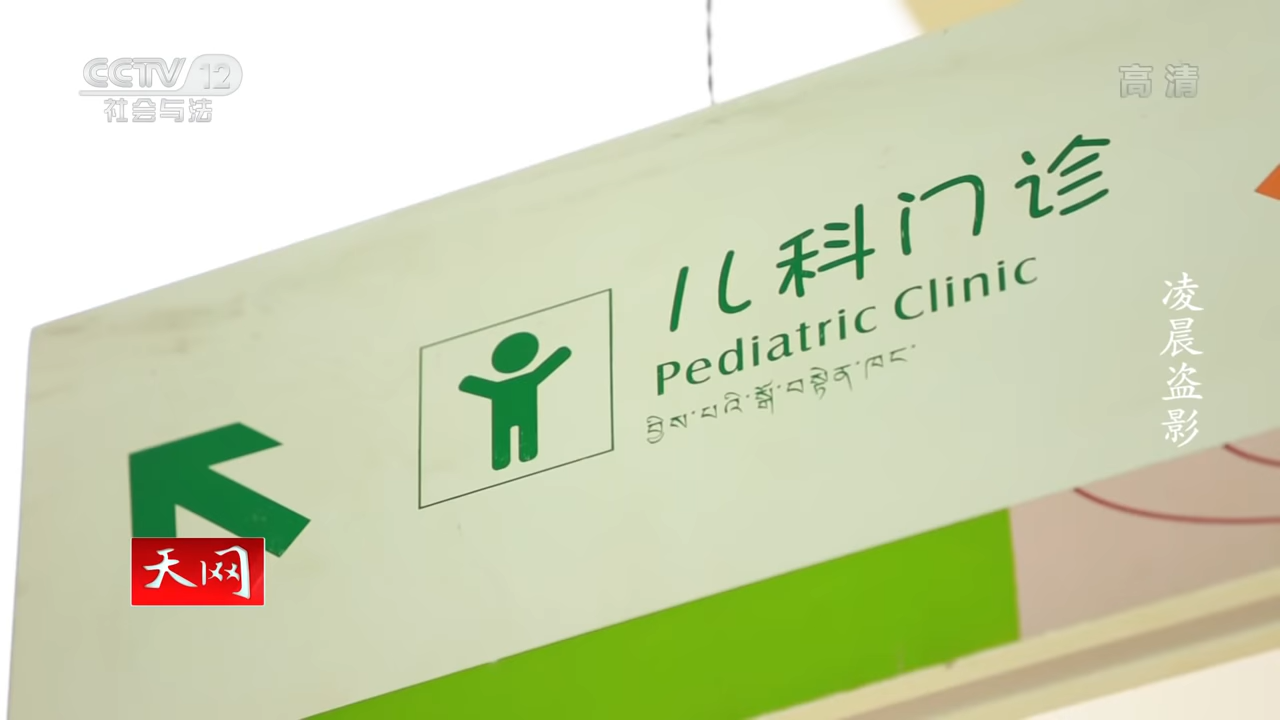 CCTV 12
社会与法
高清
儿科门诊
Pediatric Clinic
བྱིས་པའི་སྒོ་བསྟེན་ཁང་
凌晨盗影
天网